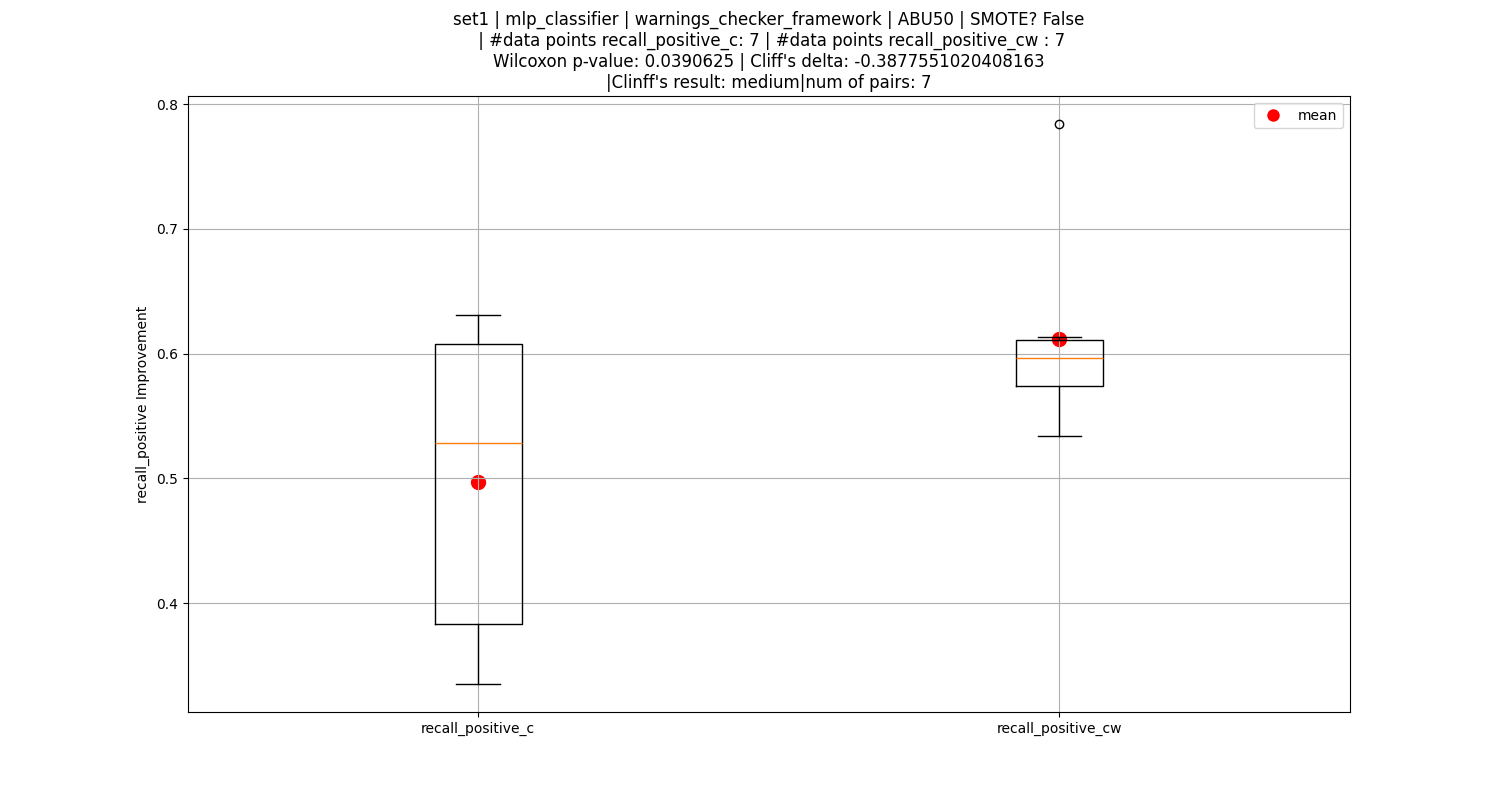 set1 | mlp_classifier | warnings_checker_framework | ABU50 | SMOTE? False
| #data points recall_positive_c: 7 | #data points recall_positive_cw : 7
Wilcoxon p-value: 0.0390625 | Cliff's delta: -0.3877551020408163
|Clinff's result: medium|num of pairs: 7
mean
0.8
0.7
0.6
0.5
0.4
recall_positive Improvement
recall_positive_c
recall_positive_cw